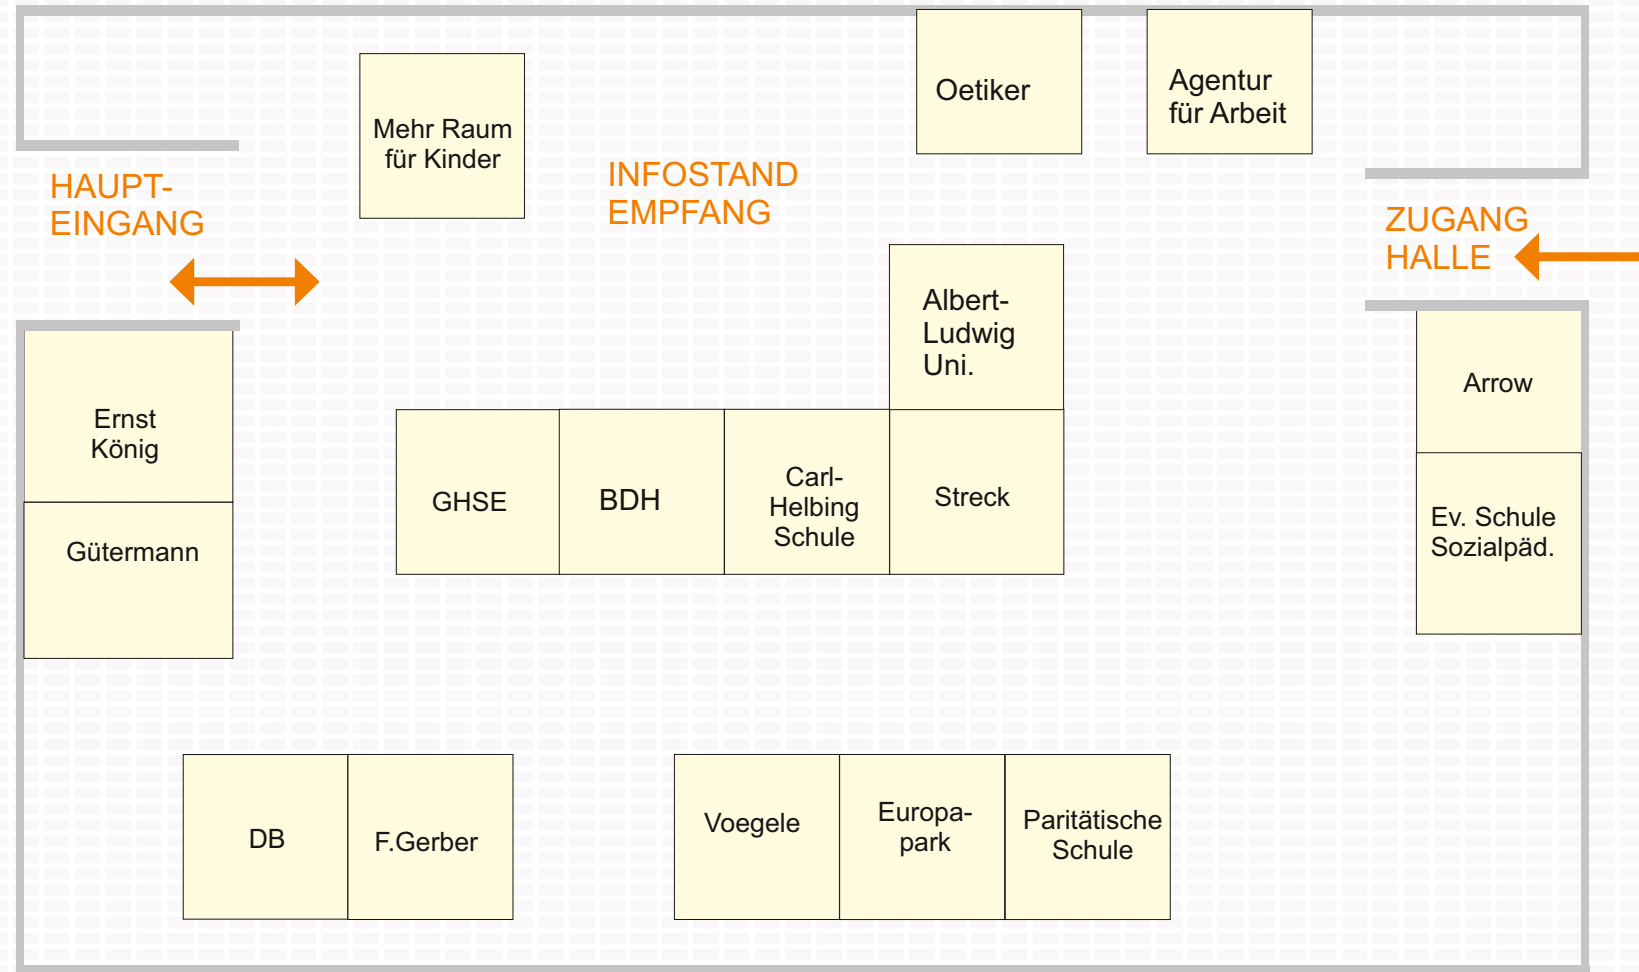 Oetiker
Agentur
für Arbeit
Mehr Raum
für Kinder
HAUPT-
EINGANG
INFOSTAND
EMPFANG
ZUGANG
HALLE
Albert-
Ludwig
Uni.
Arrow
Ernst
König
GHSE
BDH
Carl-
Helbing
Schule
Streck
Ev. Schule
Sozialpäd.
Gütermann
DB
F.Gerber
Voegele
Europa-
park
Paritätische
Schule